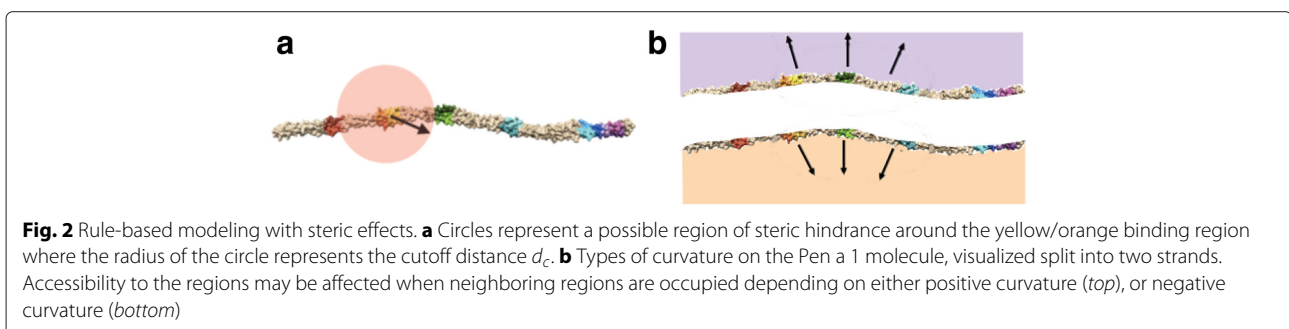 a
b
Fig. 2 Rule-based modeling with steric effects. a Circles represent a possible region of steric hindrance around the yellow/orange binding region
where the radius of the circle represents the cutoff distance dc. b Types of curvature on the Pen a 1 molecule, visualized split into two strands.
Accessibility to the regions may be affected when neighboring regions are occupied depending on either positive curvature (top), or negative
curvature (bottom)